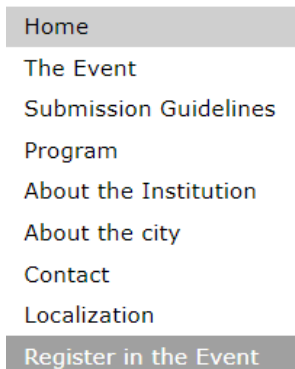 Home
The Event
Submission Guidelines
Program
About the Institution
About the city
Contact
Localization
Register in the Event